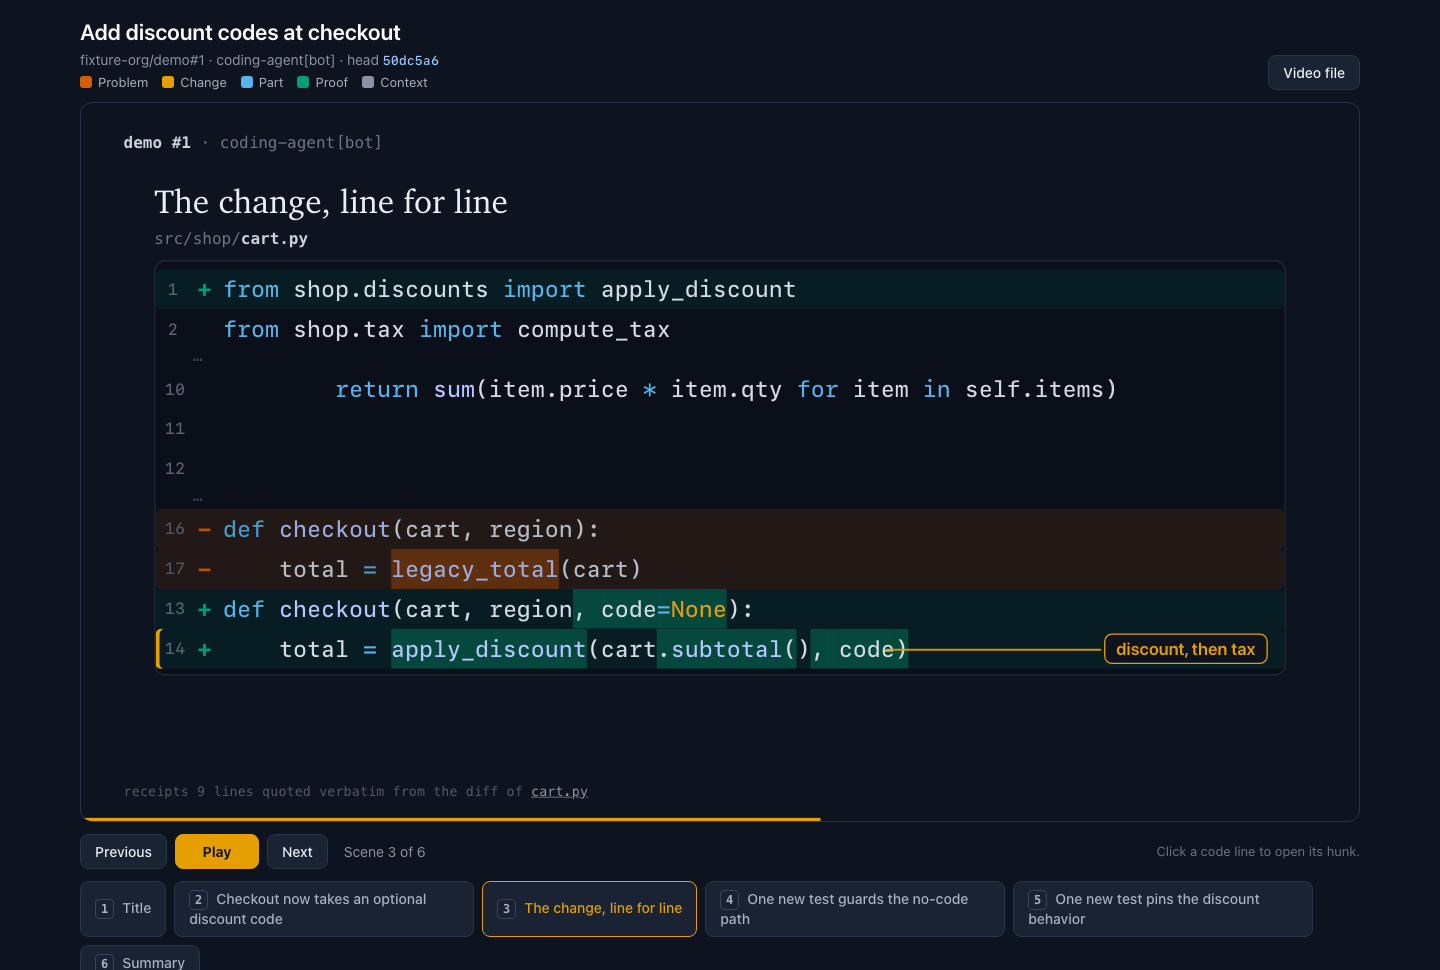 Add discount codes at checkout
fixture-org/demo#1 · coding-agent[bot] · head 50dc5a6
Problem Change Part Proof Context
Video file
demo #1 · coding-agent[bot]
The change, line for line
src/shop/cart.py
1 + from shop.discounts import apply_discount
2 from shop.tax import compute_tax
…
10 return sum(item.price * item.qty for item in self.items)
11
12
…
16 − def checkout(cart, region):
17 − total = legacy_total(cart)
13 + def checkout(cart, region, code=None):
14 + total = apply_discount(cart.subtotal(), code)
discount, then tax
receipts 9 lines quoted verbatim from the diff of cart.py
Previous Play Next Scene 3 of 6
Click a code line to open its hunk.
1 Title
2 Checkout now takes an optional
discount code
3 The change, line for line
4 One new test guards the no-code
path
5 One new test pins the discount
behavior
6 Summary